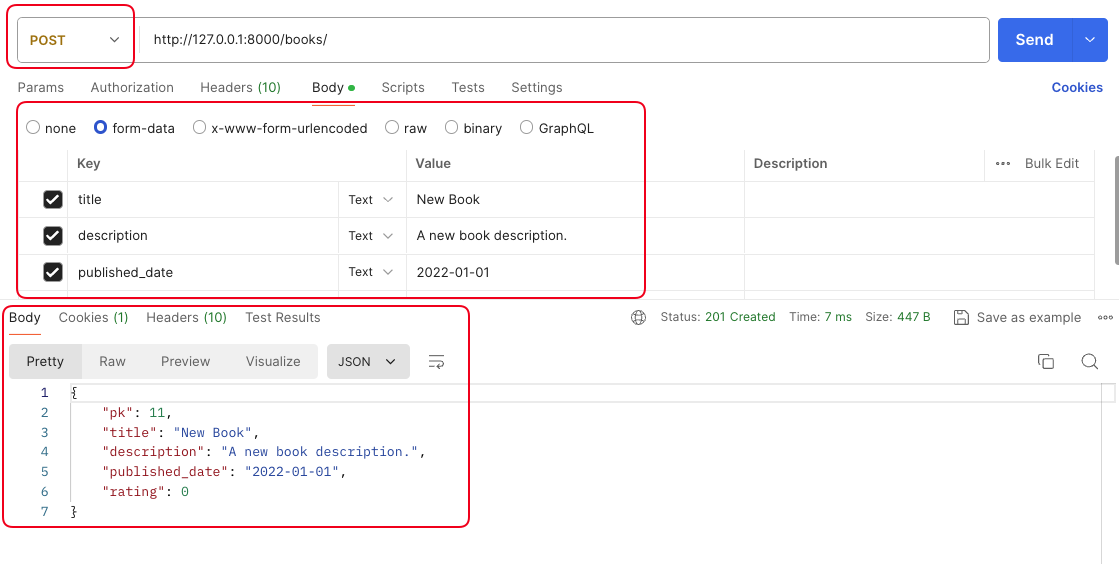 POST http://127.0.0.1:8000/books/ Send
Params Authorization Headers (10) Body Scripts Tests Settings Cookies
none form-data x-www-form-urlencoded raw binary GraphQL
Key Value Description Bulk Edit
title Text New Book
description Text A new book description.
published_date Text 2022-01-01
Body Cookies (1) Headers (10) Test Results Status: 201 Created Time: 7 ms Size: 447 B Save as example
Pretty Raw Preview Visualize JSON
1 {
2 "pk": 11,
3 "title": "New Book",
4 "description": "A new book description.",
5 "published_date": "2022-01-01",
6 "rating": 0
7 }